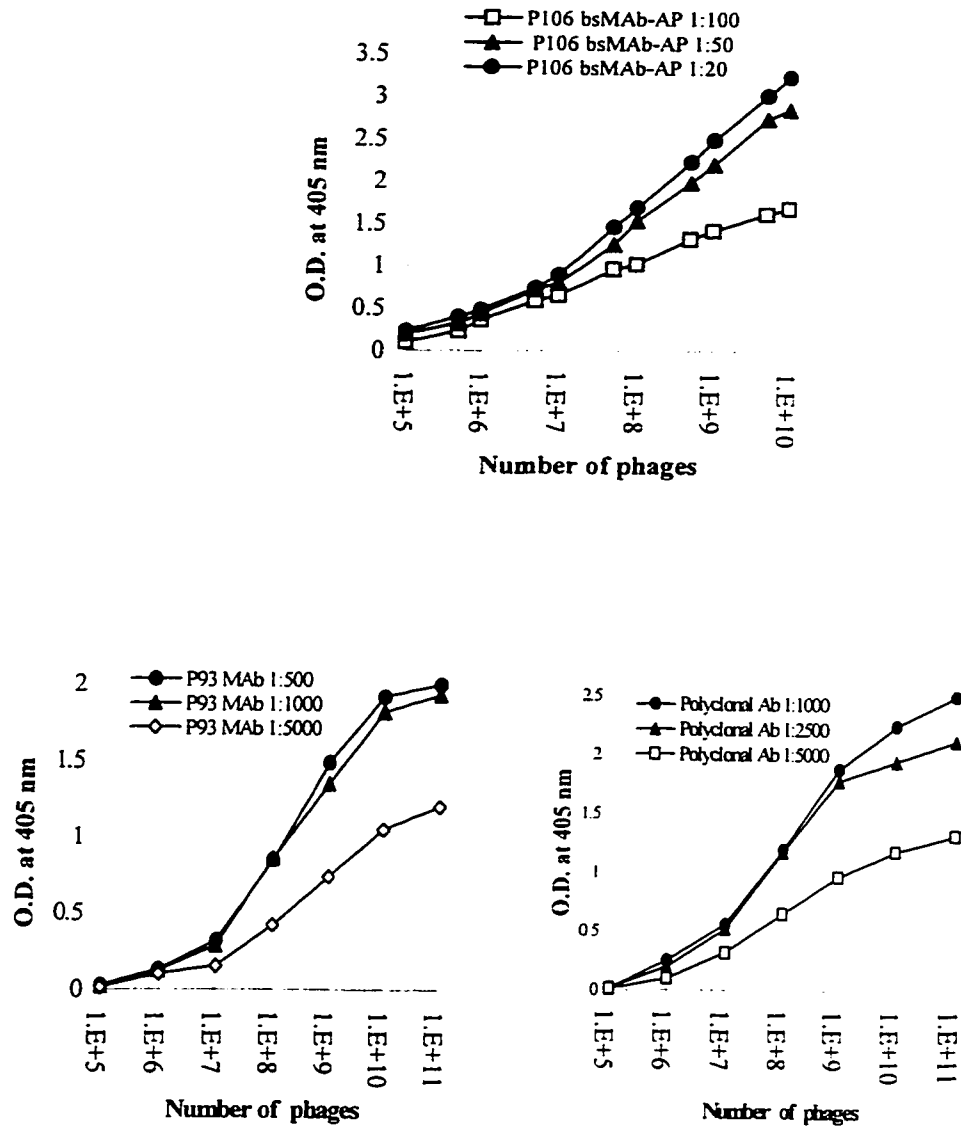 P106 bsMAb-AP 1:100
P106 bsMAb-AP 1:50
P106 bsMAb-AP 1:20
3.5
3
2.5
2
1.5
1
0.5
0
O.D. at 405 nm
1.E+5
1.E+6
1.E+7
1.E+8
1.E+9
1.E+10
Number of phages
P93 MAb 1:500
P93 MAb 1:1000
P93 MAb 1:5000
2
1.5
1
0.5
0
O.D. at 405 nm
1.E+5
1.E+6
1.E+7
1.E+8
1.E+9
1.E+10
1.E+11
Number of phages
Polyclonal Ab 1:1000
Polyclonal Ab 1:2500
Polyclonal Ab 1:5000
2.5
2
1.5
1
0.5
0
O.D. at 405 nm
1.E+5
1.E+6
1.E+7
1.E+8
1.E+9
1.E+10
1.E+11
Number of phages